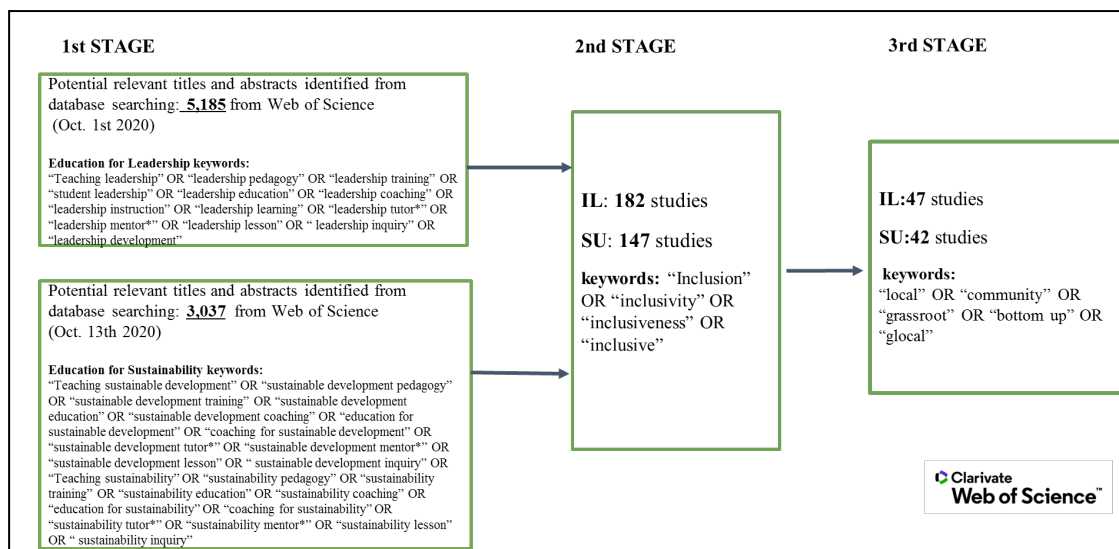 1st STAGE
Potential relevant titles and abstracts identified from
database searching: 5,185 from Web of Science
(Oct. 1st 2020)
Education for Leadership keywords:
“Teaching leadership” OR “leadership pedagogy” OR “leadership training” OR
“student leadership” OR “leadership education” OR “leadership coaching” OR
“leadership instruction” OR “leadership learning” OR “leadership tutor*” OR
“leadership mentor*” OR “leadership lesson” OR “ leadership inquiry” OR
“leadership development”
Potential relevant titles and abstracts identified from
database searching: 3,037 from Web of Science
(Oct. 13th 2020)
Education for Sustainability keywords:
“Teaching sustainable development” OR “sustainable development pedagogy”
OR “sustainable development training” OR “sustainable development
education” OR “sustainable development coaching” OR “education for
sustainable development” OR “coaching for sustainable development” OR
“sustainable development tutor*” OR “sustainable development mentor*” OR
“sustainable development lesson” OR “ sustainable development inquiry” OR
“Teaching sustainability” OR “sustainability pedagogy” OR “sustainability
training” OR “sustainability education” OR “sustainability coaching” OR
“education for sustainability” OR “coaching for sustainability” OR
“sustainability tutor*” OR “sustainability mentor*” OR “sustainability lesson”
OR “ sustainability inquiry”
2nd STAGE
IL: 182 studies
SU: 147 studies
keywords: “Inclusion”
OR “inclusivity” OR
“inclusiveness” OR
“inclusive”
3rd STAGE
IL:47 studies
SU:42 studies
keywords:
“local” OR “community” OR
“grassroot” OR “bottom up” OR
“glocal”
Clarivate
Web of Science™